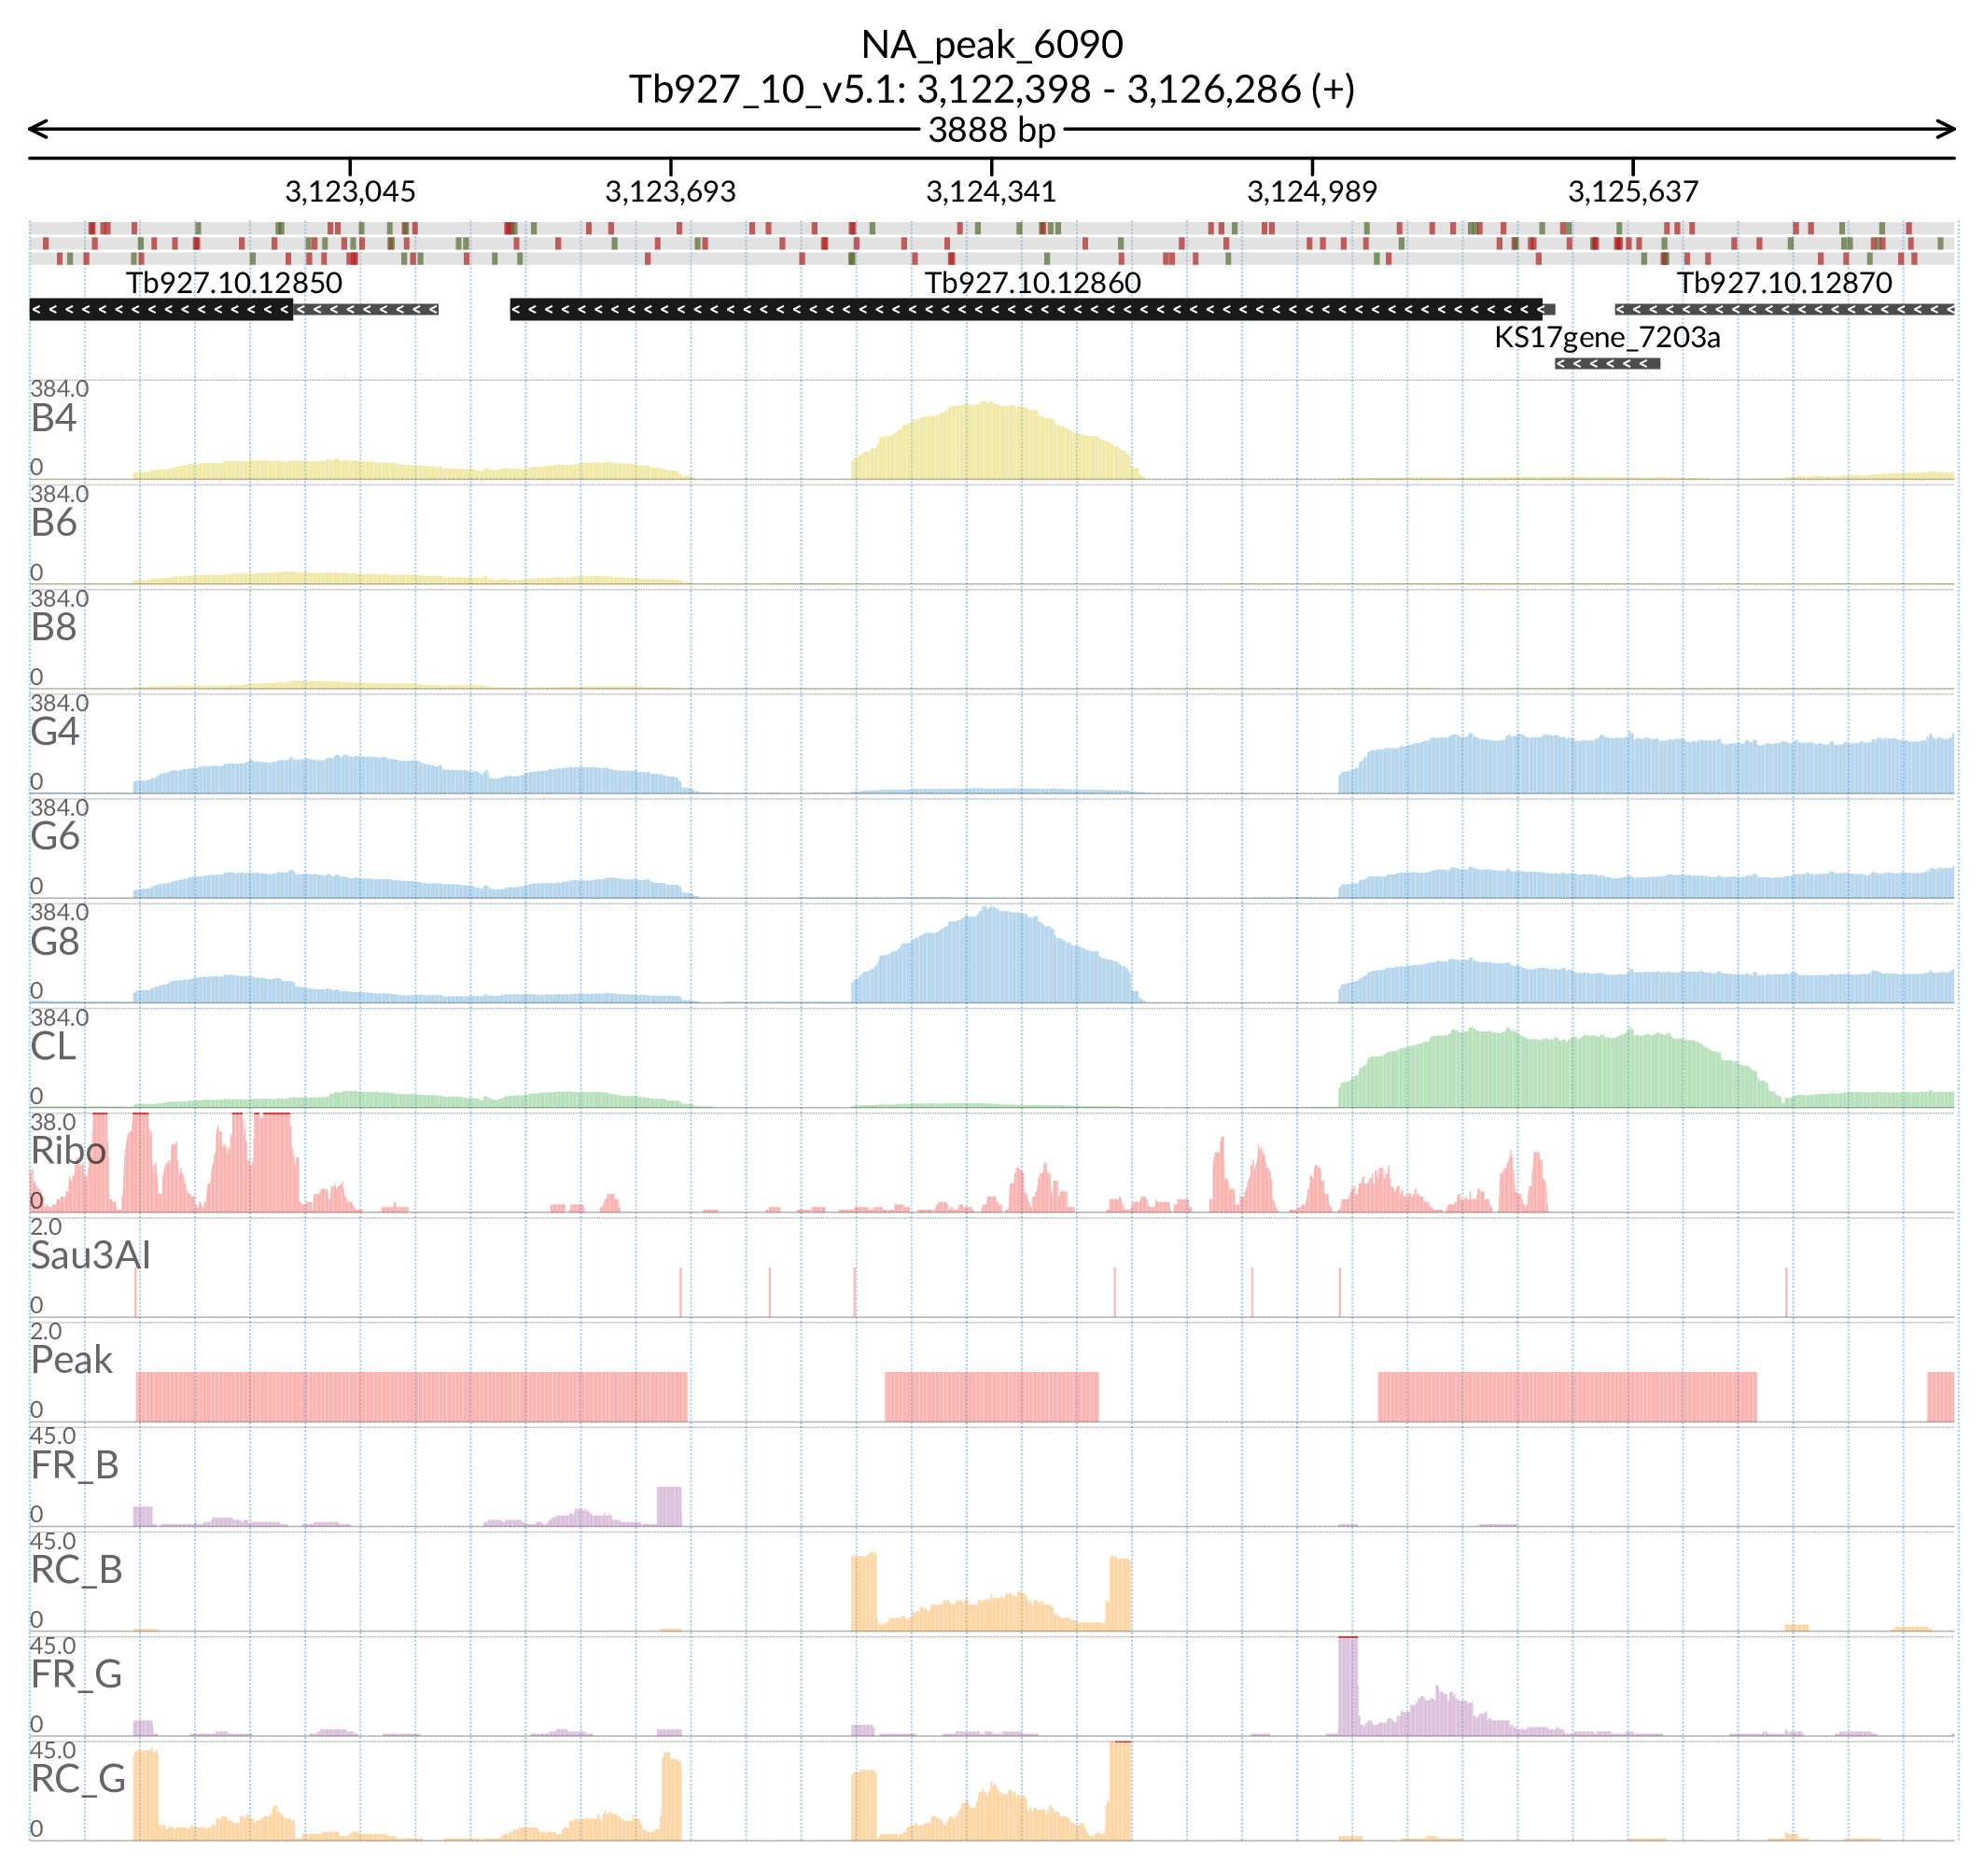 NA_peak_6090
Tb927_10_v5.1: 3,122,398 - 3,126,286 (+)
3888 bp
3,123,045 3,123,693 3,124,341 3,124,989 3,125,637
Tb927.10.12850 Tb927.10.12860 Tb927.10.12870
KS17gene_7203a
384.0
B4
0
384.0
B6
0
384.0
B8
0
384.0
G4
0
384.0
G6
0
384.0
G8
0
384.0
CL
0
38.0
Ribo
0
2.0
Sau3AI
0
2.0
Peak
0
45.0
FR_B
0
45.0
RC_B
0
45.0
FR_G
0
45.0
RC_G
0